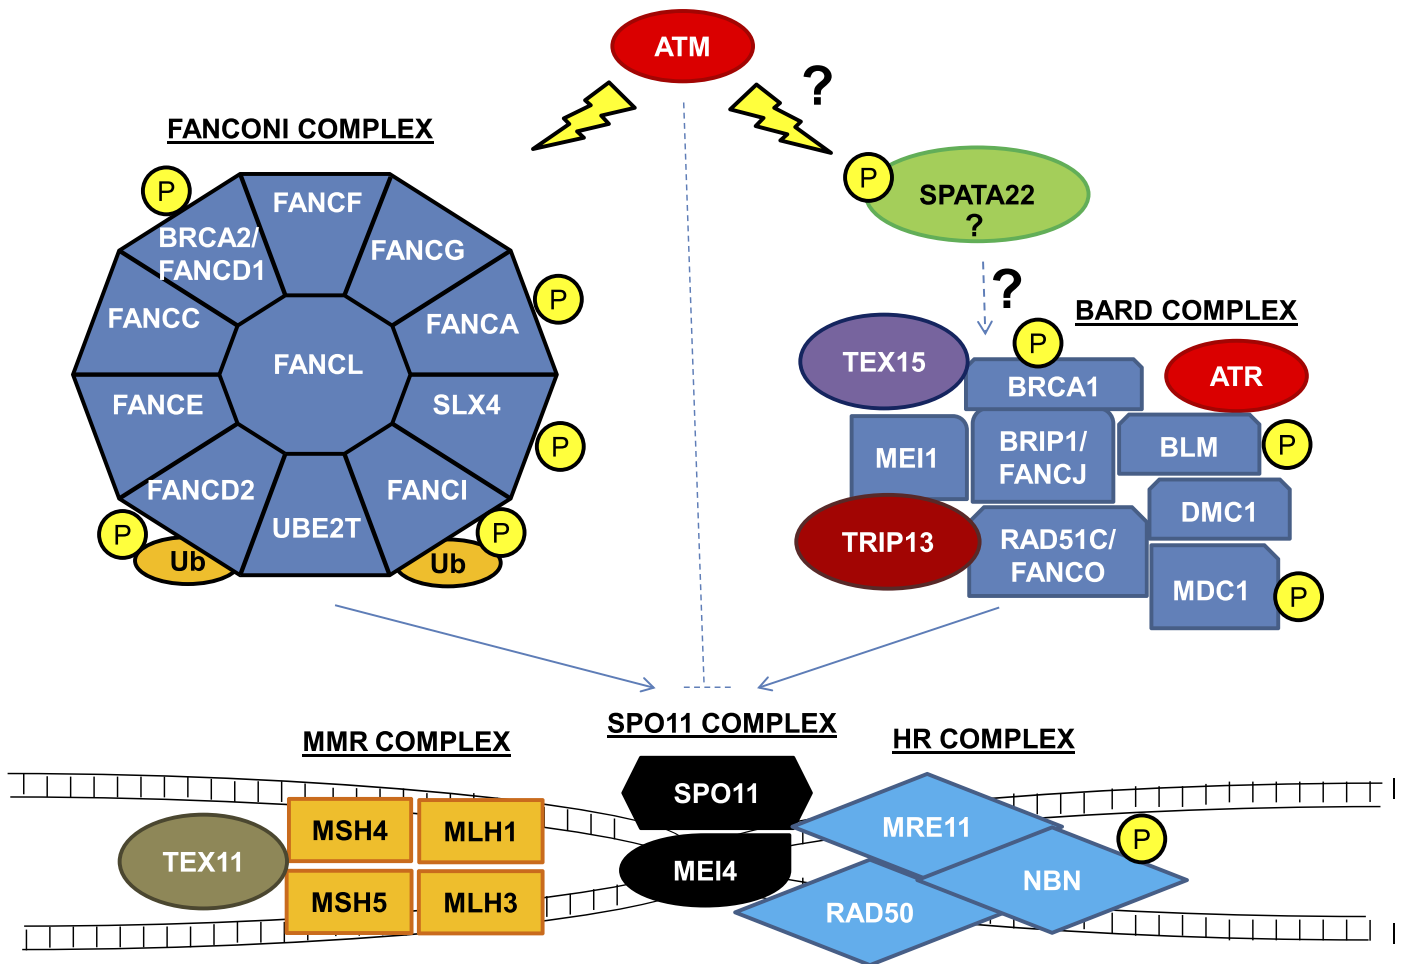 ATM
?
FANCONI COMPLEX
P
SPATA22
?
P
FANCF
BRCA2/
FANCD1
FANCG
?
P
FANCC
FANCA
BARD COMPLEX
P
TEX15
FANCL
BRCA1
ATR
FANCE
SLX4
P
MEI1
BRIP1/
FANCJ
BLM
P
FANCD2
FANCI
UBE2T
P
P
Ub
Ub
TRIP13
RAD51C/
FANCO
DMC1
MDC1
P
SPO11 COMPLEX
MMR COMPLEX
HR COMPLEX
SPO11
MSH4
MLH1
MRE11
P
TEX11
MEI4
NBN
MSH5
MLH3
RAD50